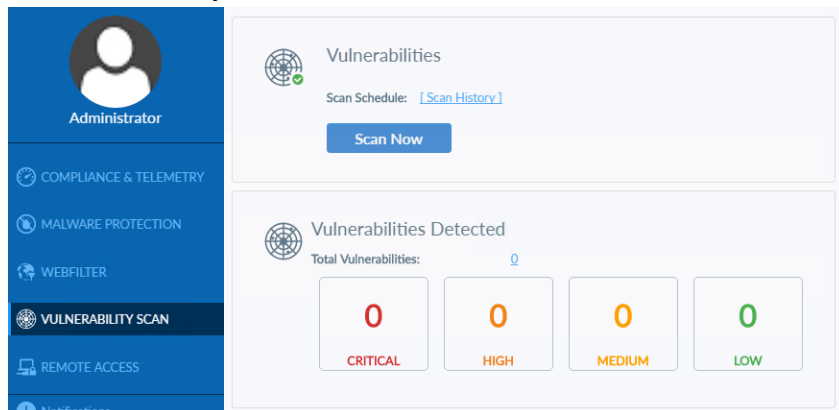 Administrator
COMPLIANCE & TELEMETRY
MALWARE PROTECTION
WEBFILTER
VULNERABILITY SCAN
REMOTE ACCESS
Vulnerabilities
Scan Schedule: [ Scan History ]
Scan Now
Vulnerabilities Detected
Total Vulnerabilities: 0
0 0 0 0
CRITICAL HIGH MEDIUM LOW